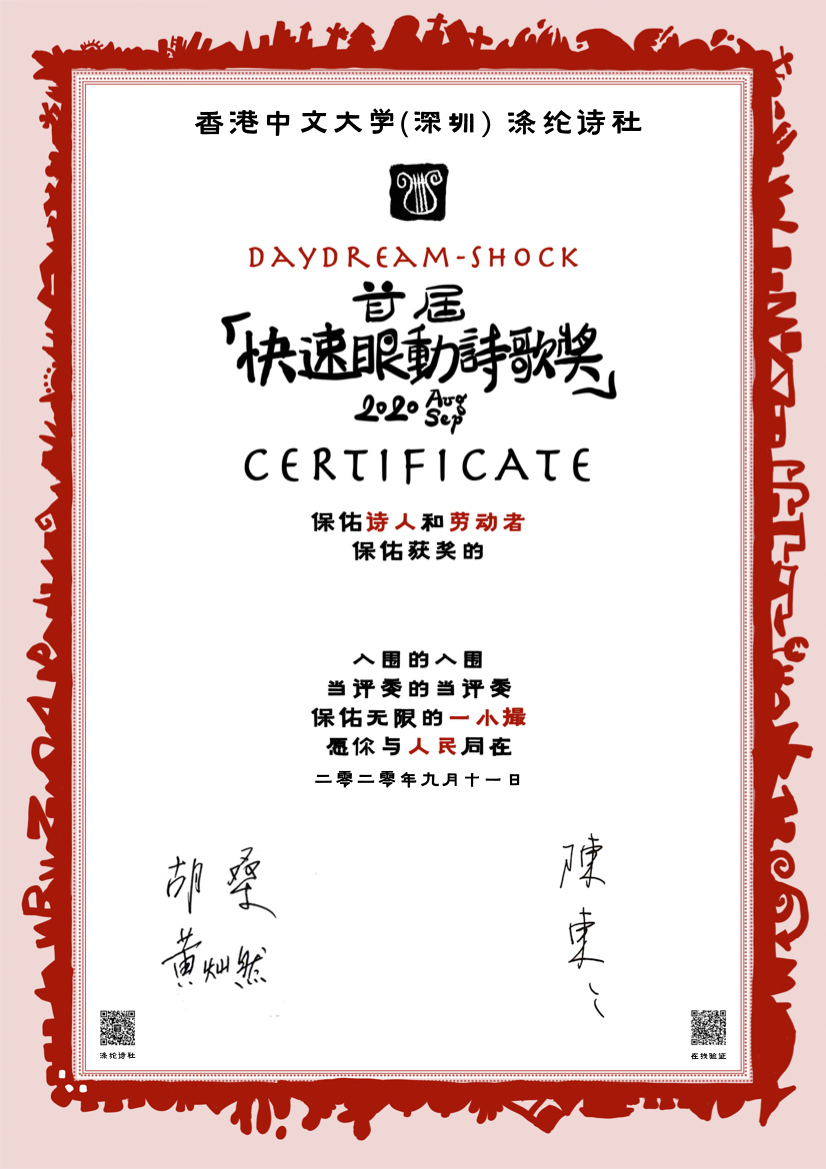 香港中文大学(深圳) 涤纶诗社
DAYDREAM-SHOCK
首届
「快速眼動詩歌奖」
2020 Aug Sep
CERTIFICATE
保佑诗人和劳动者
保佑获奖的
入围的入围
当评委的当评委
保佑无限的一小撮
愿你与人民同在
二零二零年九月十一日
胡桑
黄灿然
陳東东
涤纶诗社
在线验证